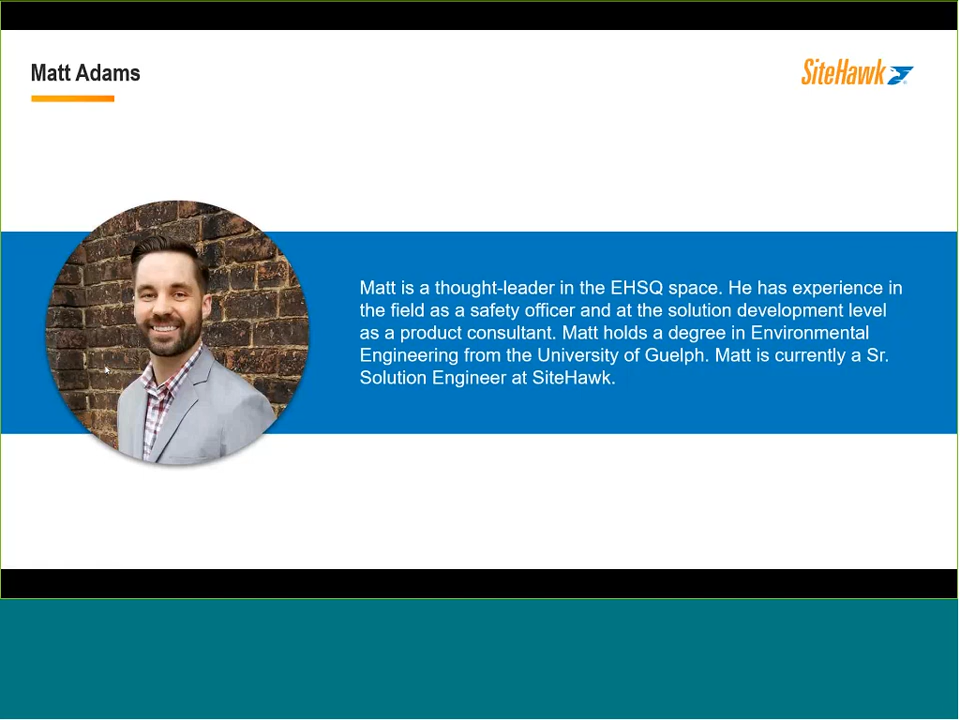 Matt Adams
SiteHawk
Matt is a thought-leader in the EHSQ space. He has experience in
the field as a safety officer and at the solution development level
as a product consultant. Matt holds a degree in Environmental
Engineering from the University of Guelph. Matt is currently a Sr.
Solution Engineer at SiteHawk.